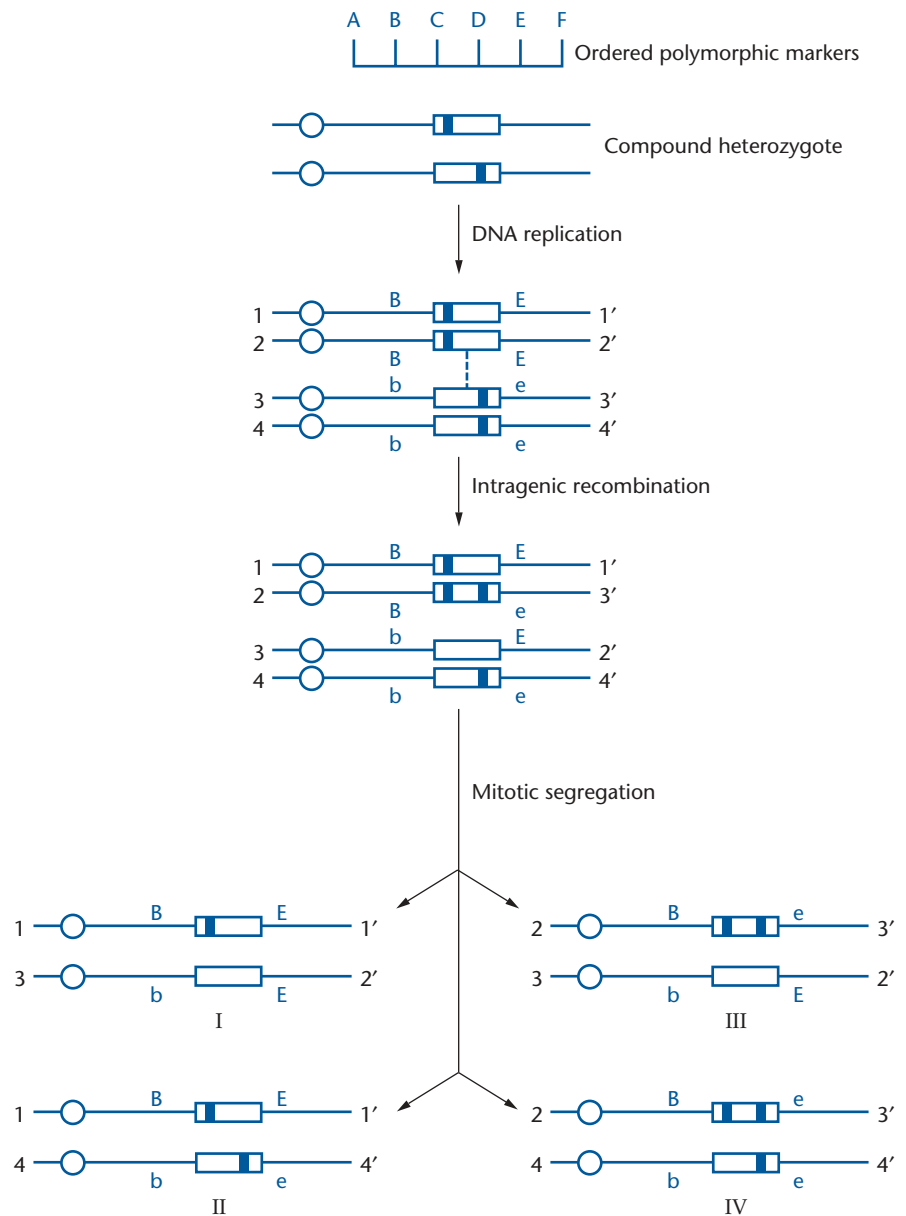 A B C D E F
Ordered polymorphic markers
Compound heterozygote
DNA replication
B E
1 1′
2 2′
B E
b e
3 3′
4 4′
b e
Intragenic recombination
B E
1 1′
2 3′
B e
b E
3 2′
4 4′
b e
Mitotic segregation
B E
1 1′
3 2′
b E
I
B e
2 3′
3 2′
b E
III
B E
1 1′
4 4′
b e
II
B e
2 3′
4 4′
b e
IV